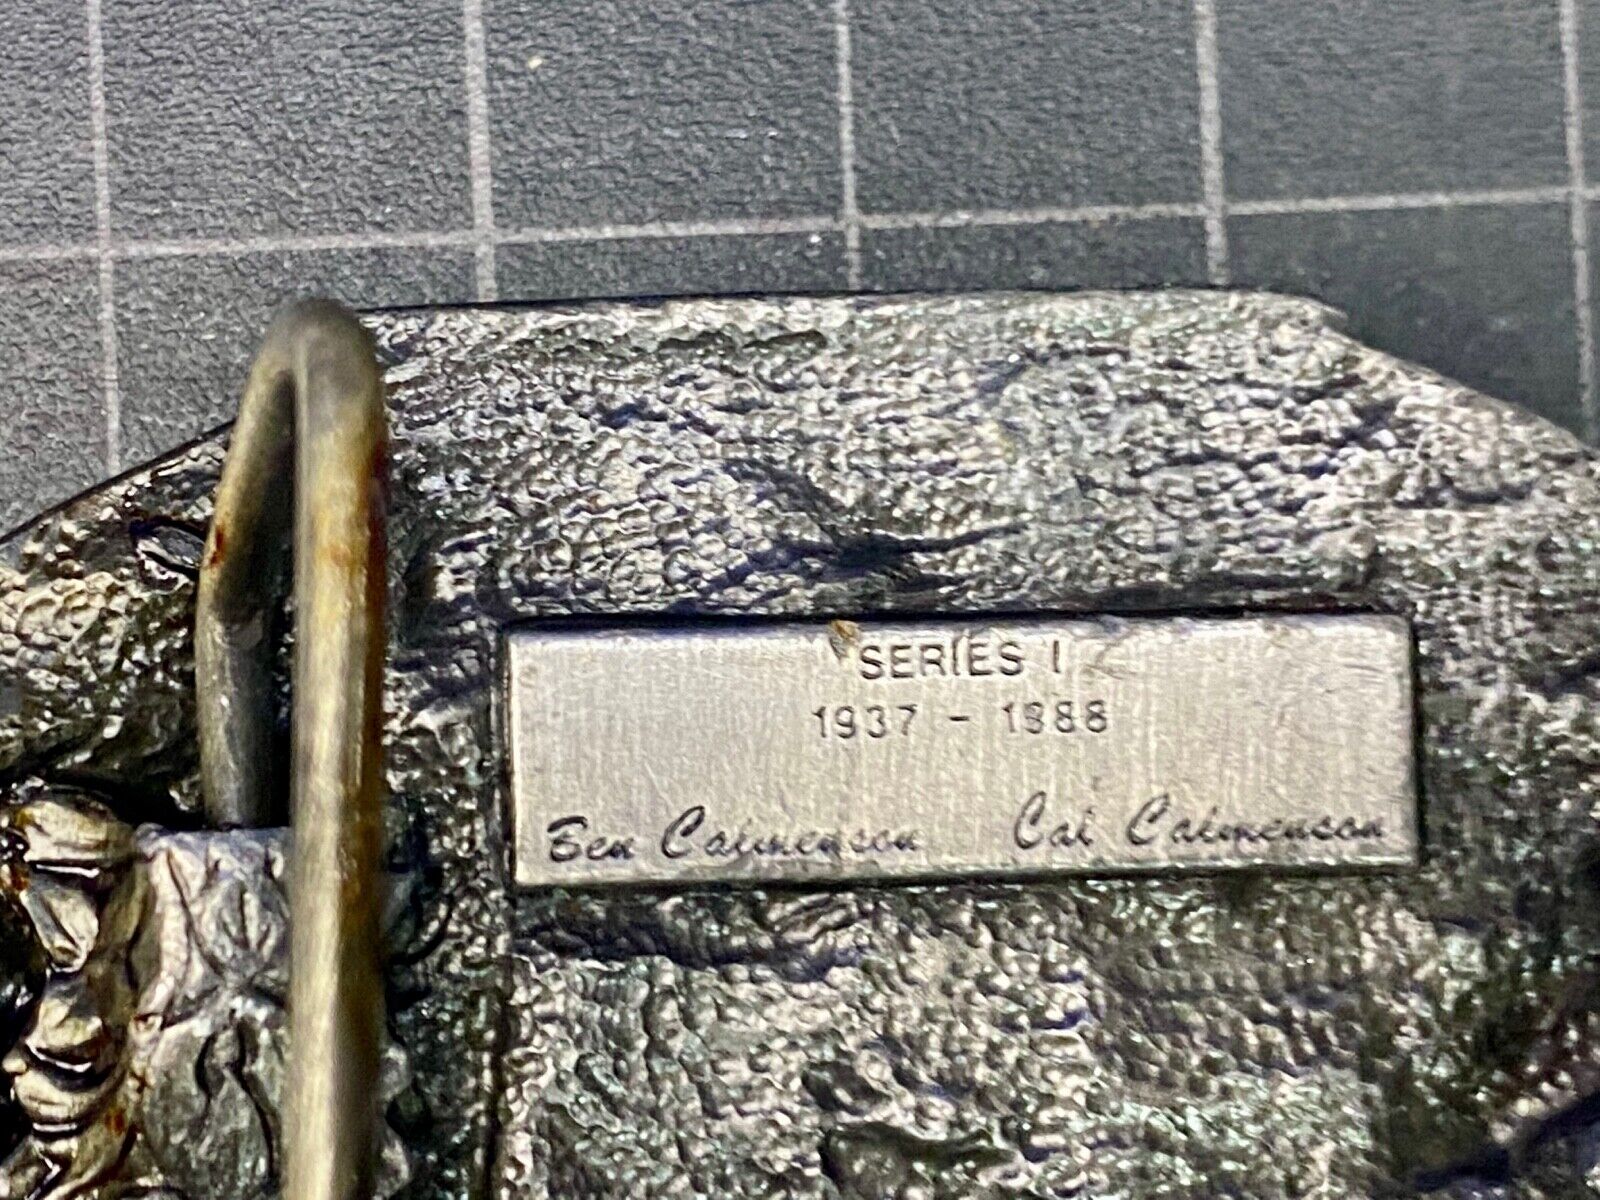 SERIES I
1937 - 1988
Ben Calmenson Cal Calmenson